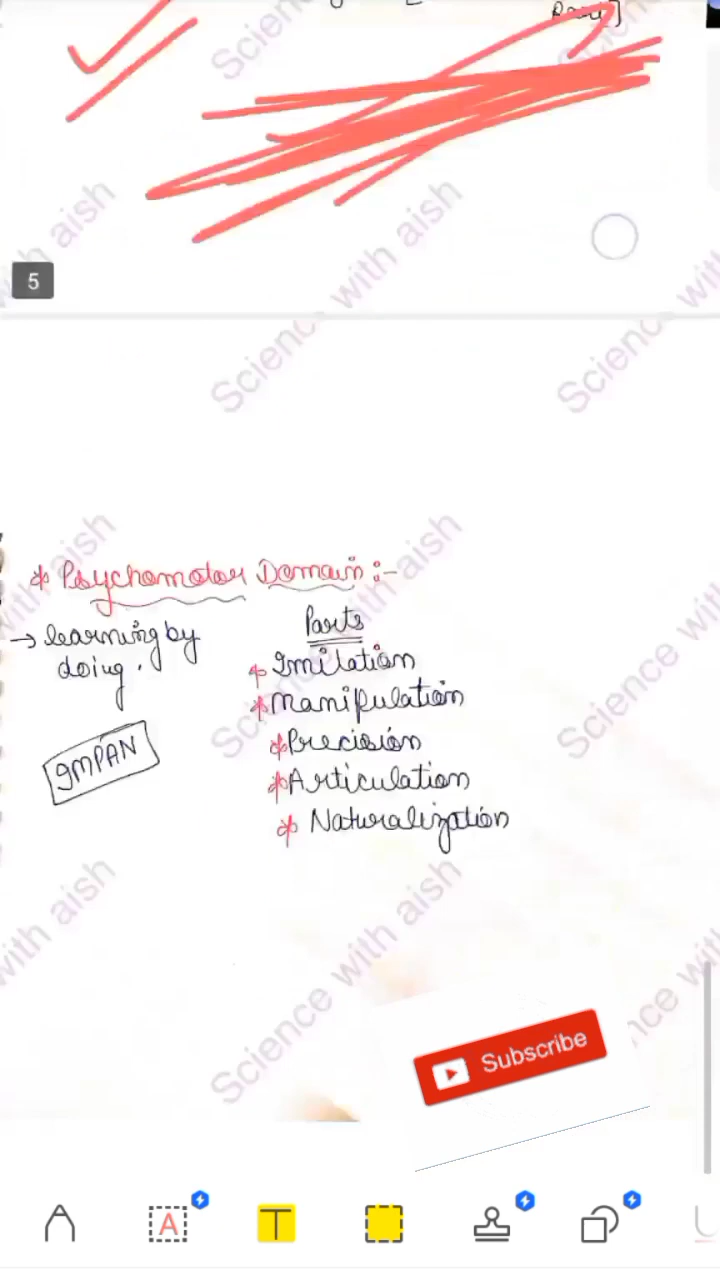 5
* Psychomotor Domain :-
→ learning by
doing.
IMPAN
Parts
* Imitation
* Manipulation
* Precision
* Articulation
* Naturalization
Science with aish
Subscribe